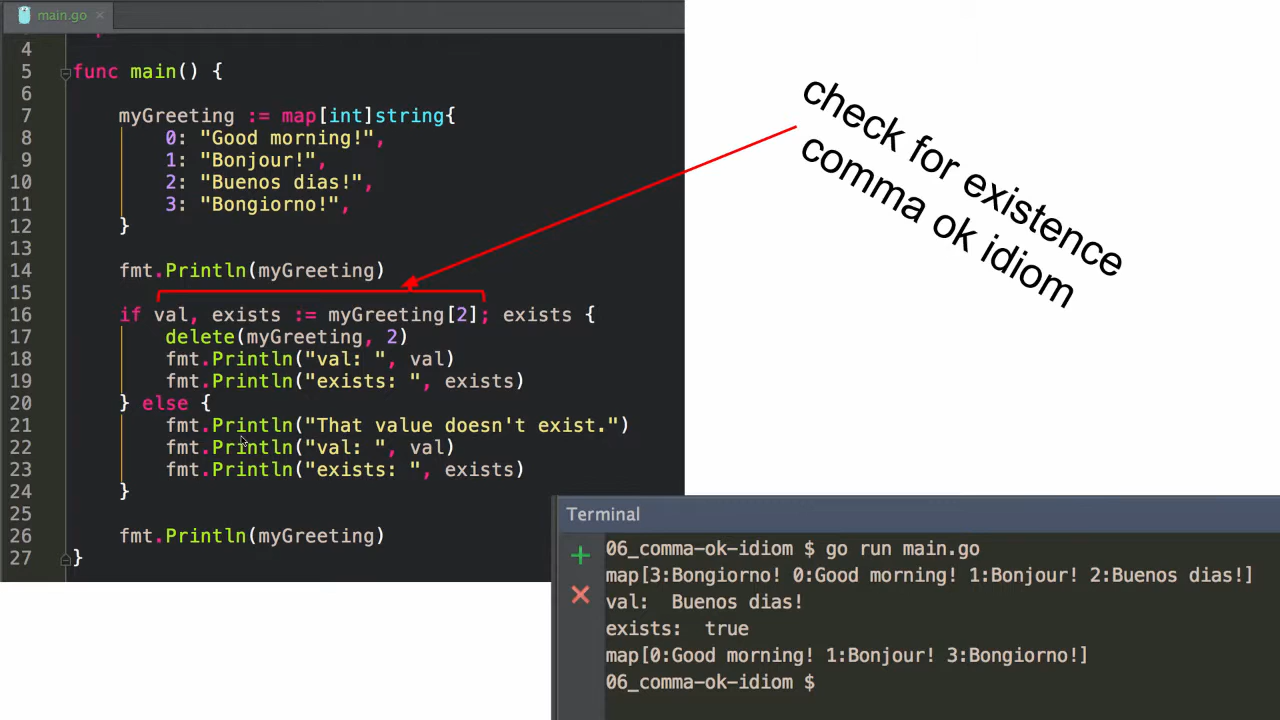 main.go ×
4
5 func main() {
6
7 myGreeting := map[int]string{
8 0: "Good morning!",
9 1: "Bonjour!",
10 2: "Buenos dias!",
11 3: "Bongiorno!",
12 }
13
14 fmt.Println(myGreeting)
15
16 if val, exists := myGreeting[2]; exists {
17 delete(myGreeting, 2)
18 fmt.Println("val: ", val)
19 fmt.Println("exists: ", exists)
20 } else {
21 fmt.Println("That value doesn't exist.")
22 fmt.Println("val: ", val)
23 fmt.Println("exists: ", exists)
24 }
25
26 fmt.Println(myGreeting)
27 }
check for existence
comma ok idiom
Terminal
06_comma-ok-idiom $ go run main.go
map[3:Bongiorno! 0:Good morning! 1:Bonjour! 2:Buenos dias!]
val:  Buenos dias!
exists:  true
map[0:Good morning! 1:Bonjour! 3:Bongiorno!]
06_comma-ok-idiom $